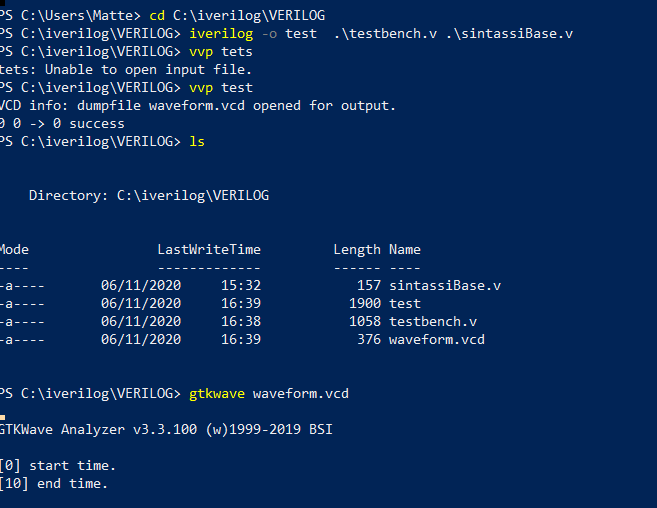 PS C:\Users\Matte> cd C:\iverilog\VERILOG
PS C:\iverilog\VERILOG> iverilog -o test  .\testbench.v .\sintassiBase.v
PS C:\iverilog\VERILOG> vvp tets
tets: Unable to open input file.
PS C:\iverilog\VERILOG> vvp test
VCD info: dumpfile waveform.vcd opened for output.
0 0 -> 0 success
PS C:\iverilog\VERILOG> ls
Directory: C:\iverilog\VERILOG
Mode                 LastWriteTime         Length Name
----                 -------------         ------ ----
-a----        06/11/2020     15:32            157 sintassiBase.v
-a----        06/11/2020     16:39           1900 test
-a----        06/11/2020     16:38           1058 testbench.v
-a----        06/11/2020     16:39            376 waveform.vcd
PS C:\iverilog\VERILOG> gtkwave waveform.vcd
GTKWave Analyzer v3.3.100 (w)1999-2019 BSI
[0] start time.
[10] end time.